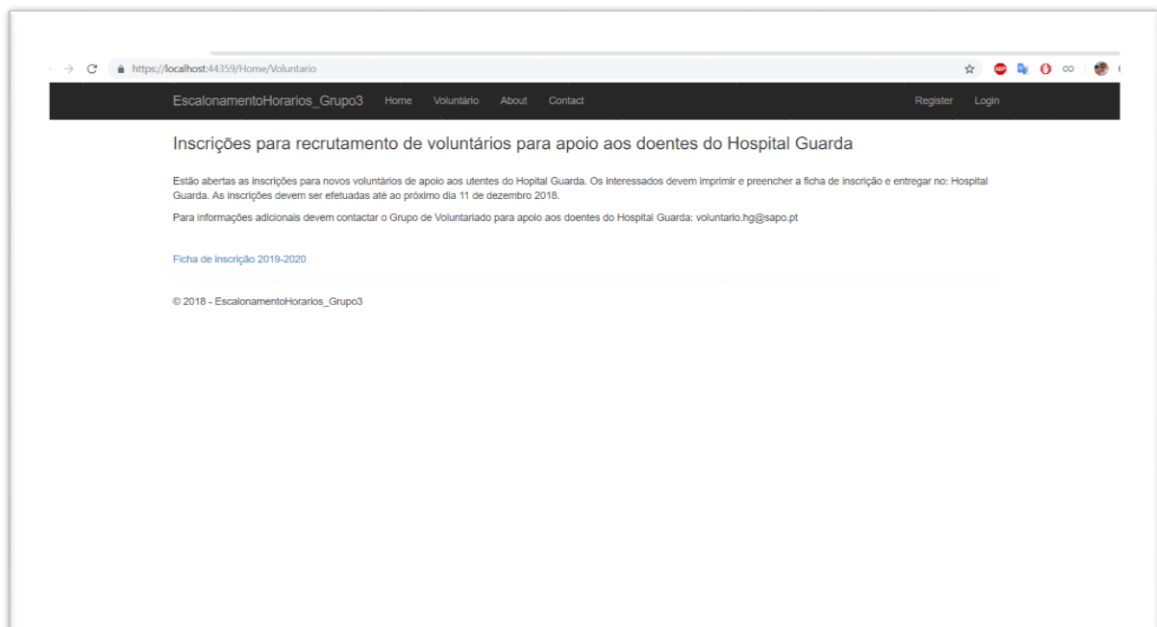 https://localhost:44359/Home/Voluntario
EscalonamentoHorarios_Grupo3 Home Voluntário About Contact Register Login
Inscrições para recrutamento de voluntários para apoio aos doentes do Hospital Guarda
Estão abertas as inscrições para novos voluntários de apoio aos utentes do Hopital Guarda. Os interessados devem imprimir e preencher a ficha de inscrição e entregar no: Hospital
Guarda. As inscrições devem ser efetuadas até ao próximo dia 11 de dezembro 2018.
Para informações adicionais devem contactar o Grupo de Voluntariado para apoio aos doentes do Hospital Guarda: voluntario.hg@sapo.pt
Ficha de inscrição 2019-2020
© 2018 - EscalonamentoHorarios_Grupo3